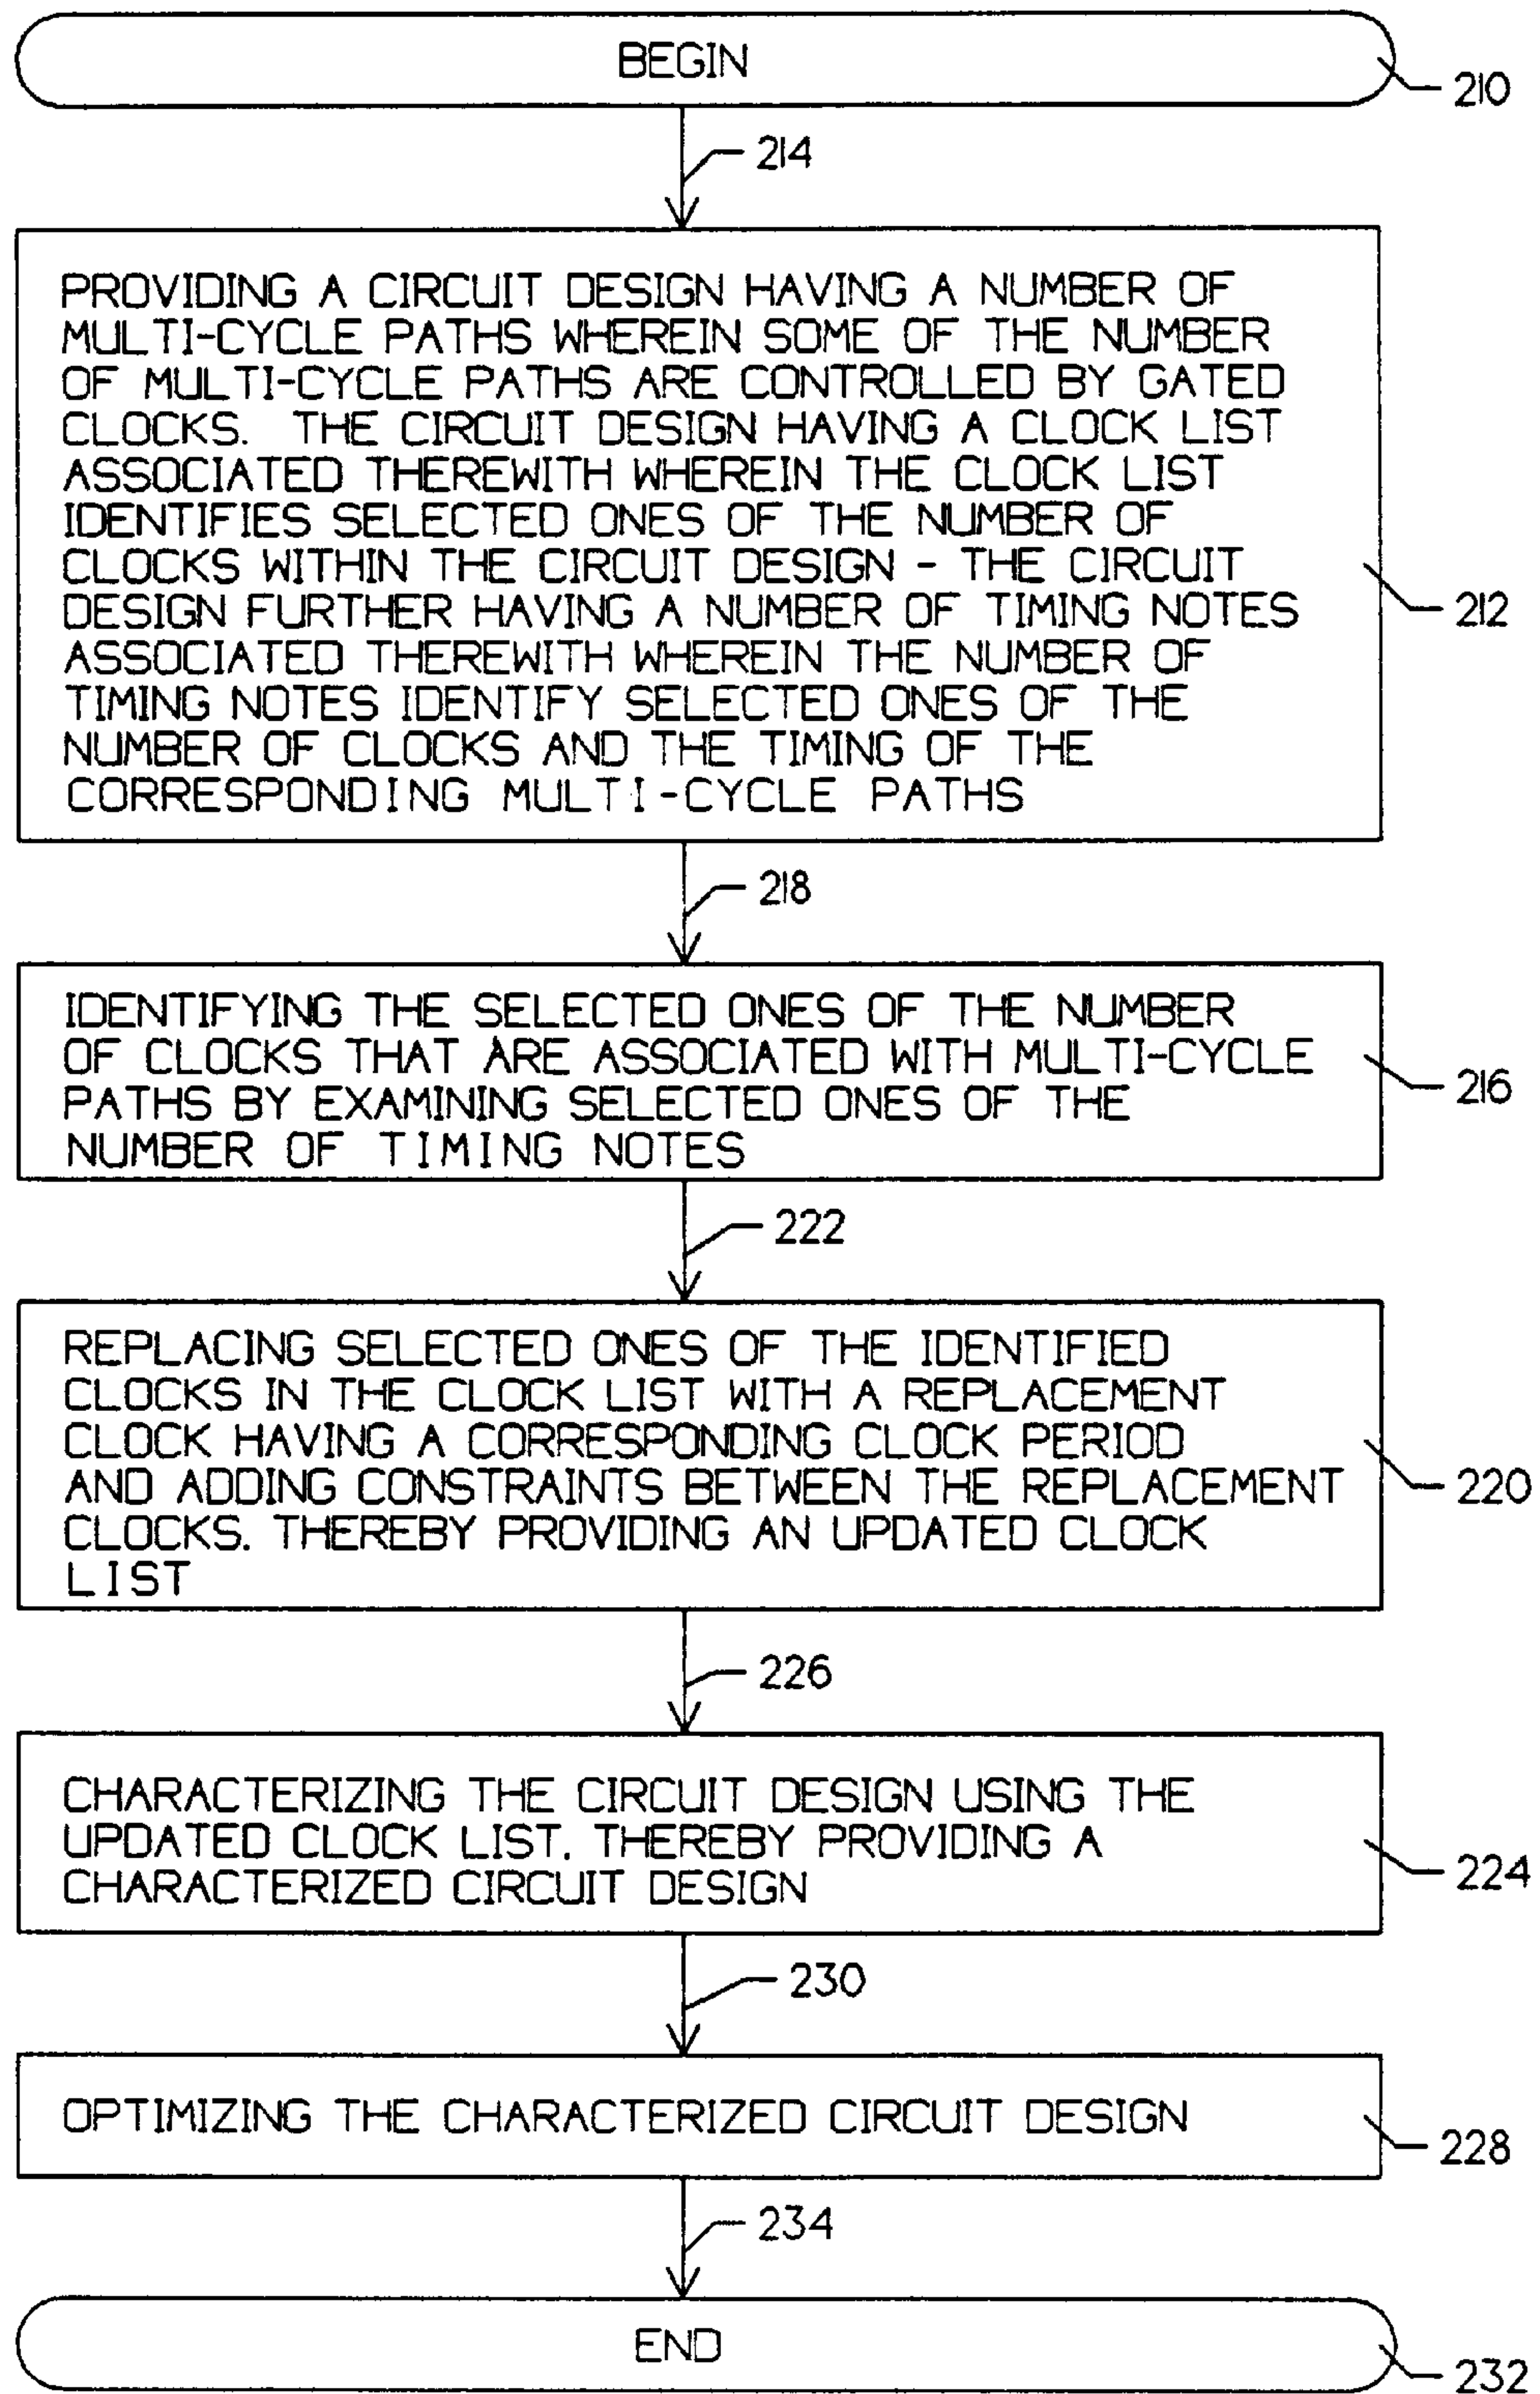 BEGIN
210
214
PROVIDING A CIRCUIT DESIGN HAVING A NUMBER OF
MULTI-CYCLE PATHS WHEREIN SOME OF THE NUMBER
OF MULTI-CYCLE PATHS ARE CONTROLLED BY GATED
CLOCKS. THE CIRCUIT DESIGN HAVING A CLOCK LIST
ASSOCIATED THEREWITH WHEREIN THE CLOCK LIST
IDENTIFIES SELECTED ONES OF THE NUMBER OF
CLOCKS WITHIN THE CIRCUIT DESIGN - THE CIRCUIT
DESIGN FURTHER HAVING A NUMBER OF TIMING NOTES
ASSOCIATED THEREWITH WHEREIN THE NUMBER OF
TIMING NOTES IDENTIFY SELECTED ONES OF THE
NUMBER OF CLOCKS AND THE TIMING OF THE
CORRESPONDING MULTI-CYCLE PATHS
212
218
IDENTIFYING THE SELECTED ONES OF THE NUMBER
OF CLOCKS THAT ARE ASSOCIATED WITH MULTI-CYCLE
PATHS BY EXAMINING SELECTED ONES OF THE
NUMBER OF TIMING NOTES
216
222
REPLACING SELECTED ONES OF THE IDENTIFIED
CLOCKS IN THE CLOCK LIST WITH A REPLACEMENT
CLOCK HAVING A CORRESPONDING CLOCK PERIOD
AND ADDING CONSTRAINTS BETWEEN THE REPLACEMENT
CLOCKS. THEREBY PROVIDING AN UPDATED CLOCK
LIST
220
226
CHARACTERIZING THE CIRCUIT DESIGN USING THE
UPDATED CLOCK LIST. THEREBY PROVIDING A
CHARACTERIZED CIRCUIT DESIGN
224
230
OPTIMIZING THE CHARACTERIZED CIRCUIT DESIGN
228
234
END
232